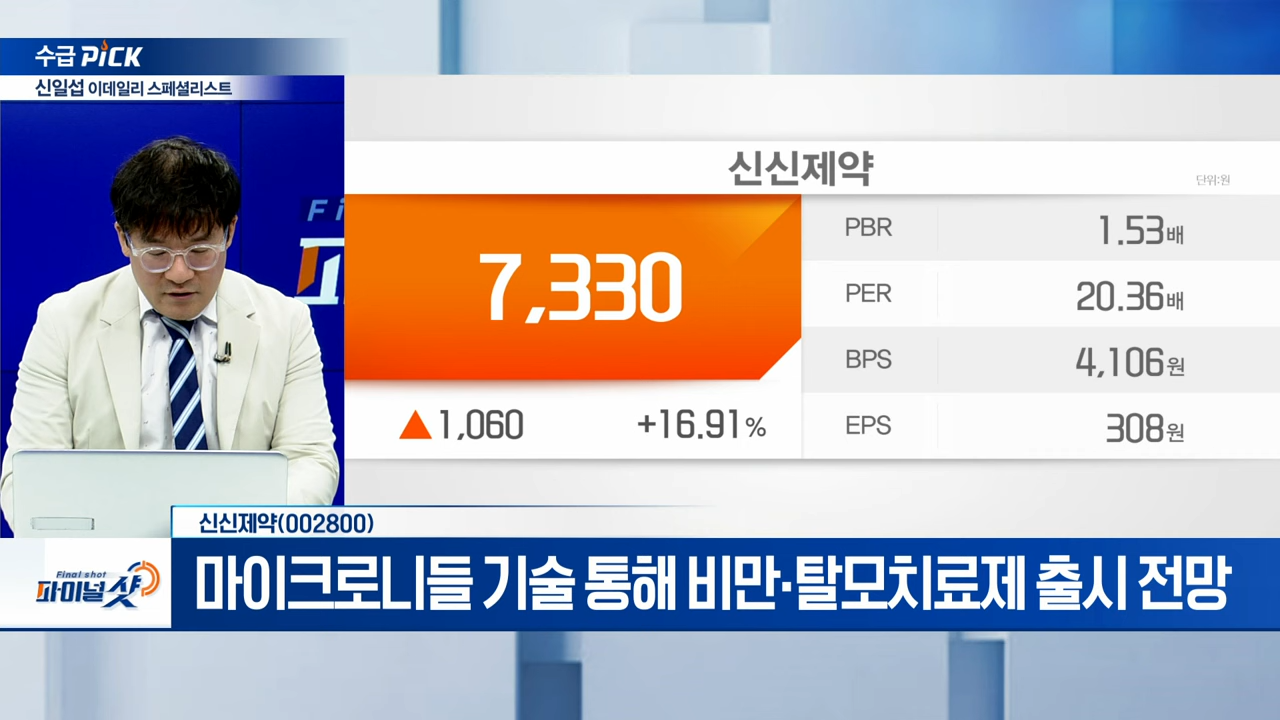 수급 PiCK
신일섭 이데일리 스페셜리스트
Fi
신신제약
단위:원
7,330
▲1,060 +16.91%
PBR 1.53배
PER 20.36배
BPS 4,106원
EPS 308원
신신제약(002800)
Final shot
파이널샷
마이크로니들 기술 통해 비만·탈모치료제 출시 전망